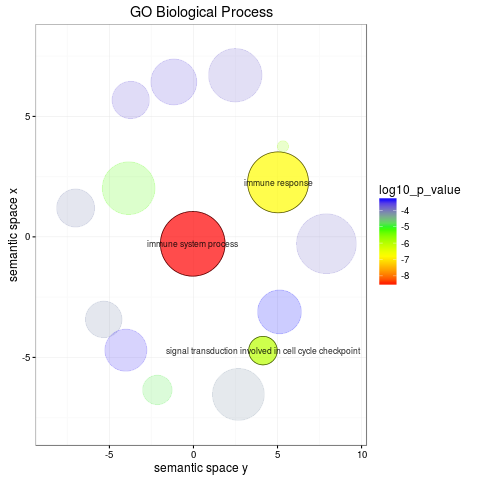 GO Biological Process
semantic space x
5
0
-5
immune response
immune system process
signal transduction involved in cell cycle checkpoint
-5
0
5
10
semantic space y
log10_p_value
-4
-5
-6
-7
-8